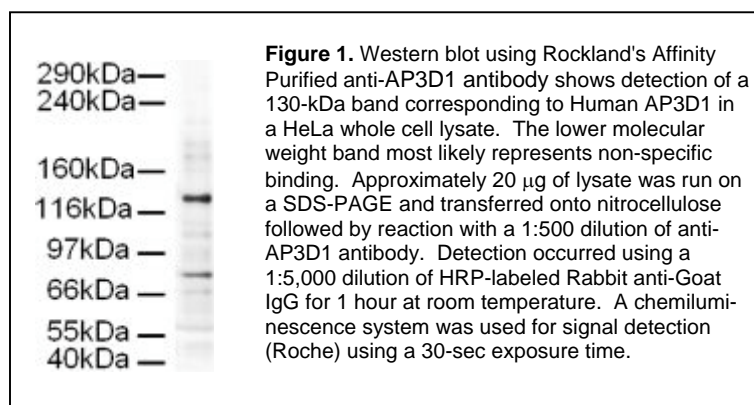 290kDa
240kDa
160kDa
116kDa
97kDa
66kDa
55kDa
40kDa
Figure 1. Western blot using Rockland's Affinity
Purified anti-AP3D1 antibody shows detection of a
130-kDa band corresponding to Human AP3D1 in
a HeLa whole cell lysate. The lower molecular
weight band most likely represents non-specific
binding. Approximately 20 μg of lysate was run on
a SDS-PAGE and transferred onto nitrocellulose
followed by reaction with a 1:500 dilution of anti-
AP3D1 antibody. Detection occurred using a
1:5,000 dilution of HRP-labeled Rabbit anti-Goat
IgG for 1 hour at room temperature. A chemilumi-
nescence system was used for signal detection
(Roche) using a 30-sec exposure time.